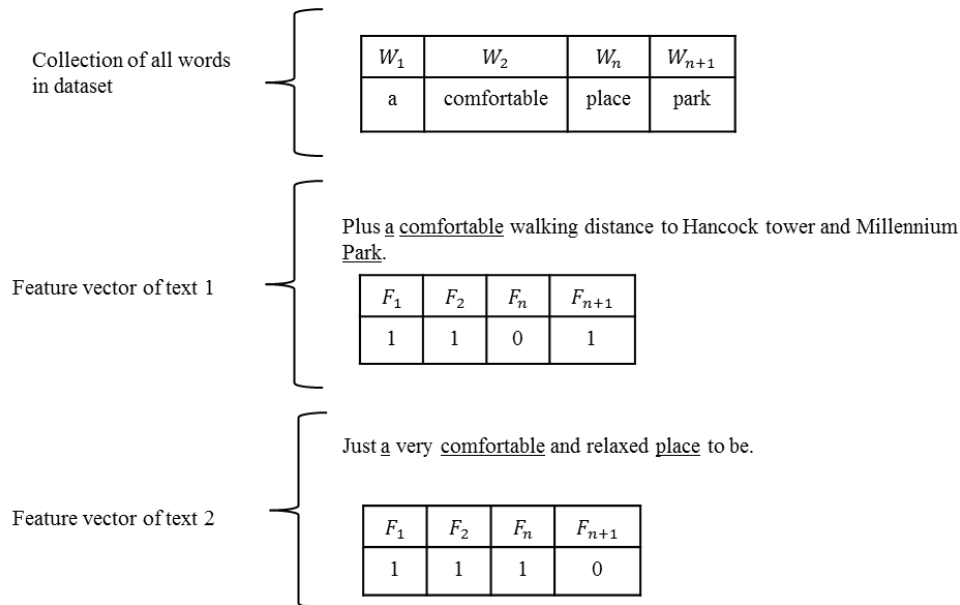 Collection of all words
in dataset
W₁ W₂ Wₙ Wₙ₊₁
a comfortable place park
Plus a comfortable walking distance to Hancock tower and Millennium
Park.
Feature vector of text 1
F₁ F₂ Fₙ Fₙ₊₁
1 1 0 1
Just a very comfortable and relaxed place to be.
Feature vector of text 2
F₁ F₂ Fₙ Fₙ₊₁
1 1 1 0